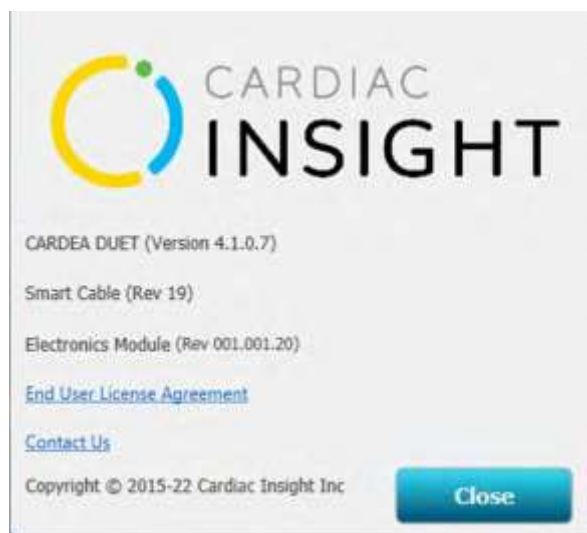 CARDIAC
INSIGHT
CARDEA DUET (Version 4.1.0.7)
Smart Cable (Rev 19)
Electronics Module (Rev 001.001.20)
End User License Agreement
Contact Us
Copyright © 2015-22 Cardiac Insight Inc
Close